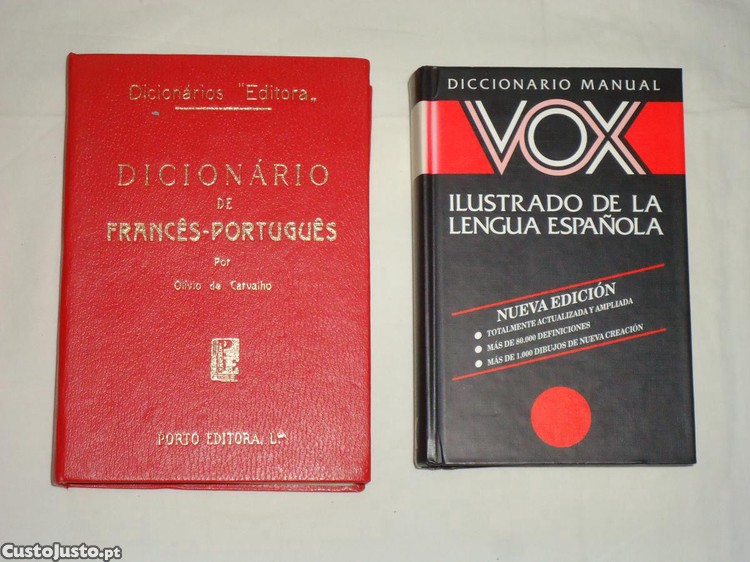 Dicionários "Editora„
DICIONÁRIO
DE
FRANCÊS-PORTUGUÊS
Por
Olívio de Carvalho
PE
PORTO EDITORA, L.da
DICCIONARIO MANUAL
VOX
ILUSTRADO DE LA
LENGUA ESPAÑOLA
NUEVA EDICIÓN
● TOTALMENTE ACTUALIZADA Y AMPLIADA
● MÁS DE 80.000 DEFINICIONES
● MÁS DE 1.000 DIBUJOS DE NUEVA CREACIÓN
CustoJusto.pt